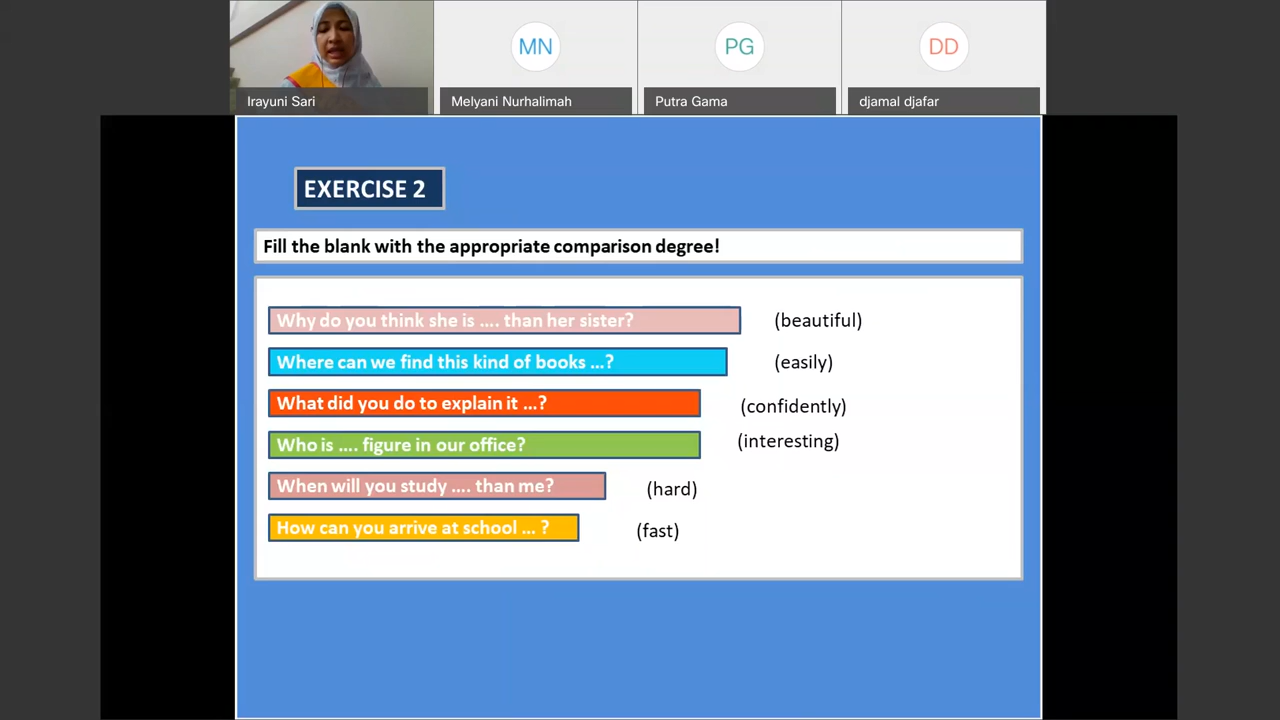 MN
PG
DD
Irayuni Sari
Melyani Nurhalimah
Putra Gama
djamal djafar
EXERCISE 2
Fill the blank with the appropriate comparison degree!
Why do you think she is .... than her sister? (beautiful)
Where can we find this kind of books ...? (easily)
What did you do to explain it ...? (confidently)
Who is .... figure in our office? (interesting)
When will you study .... than me? (hard)
How can you arrive at school ... ? (fast)